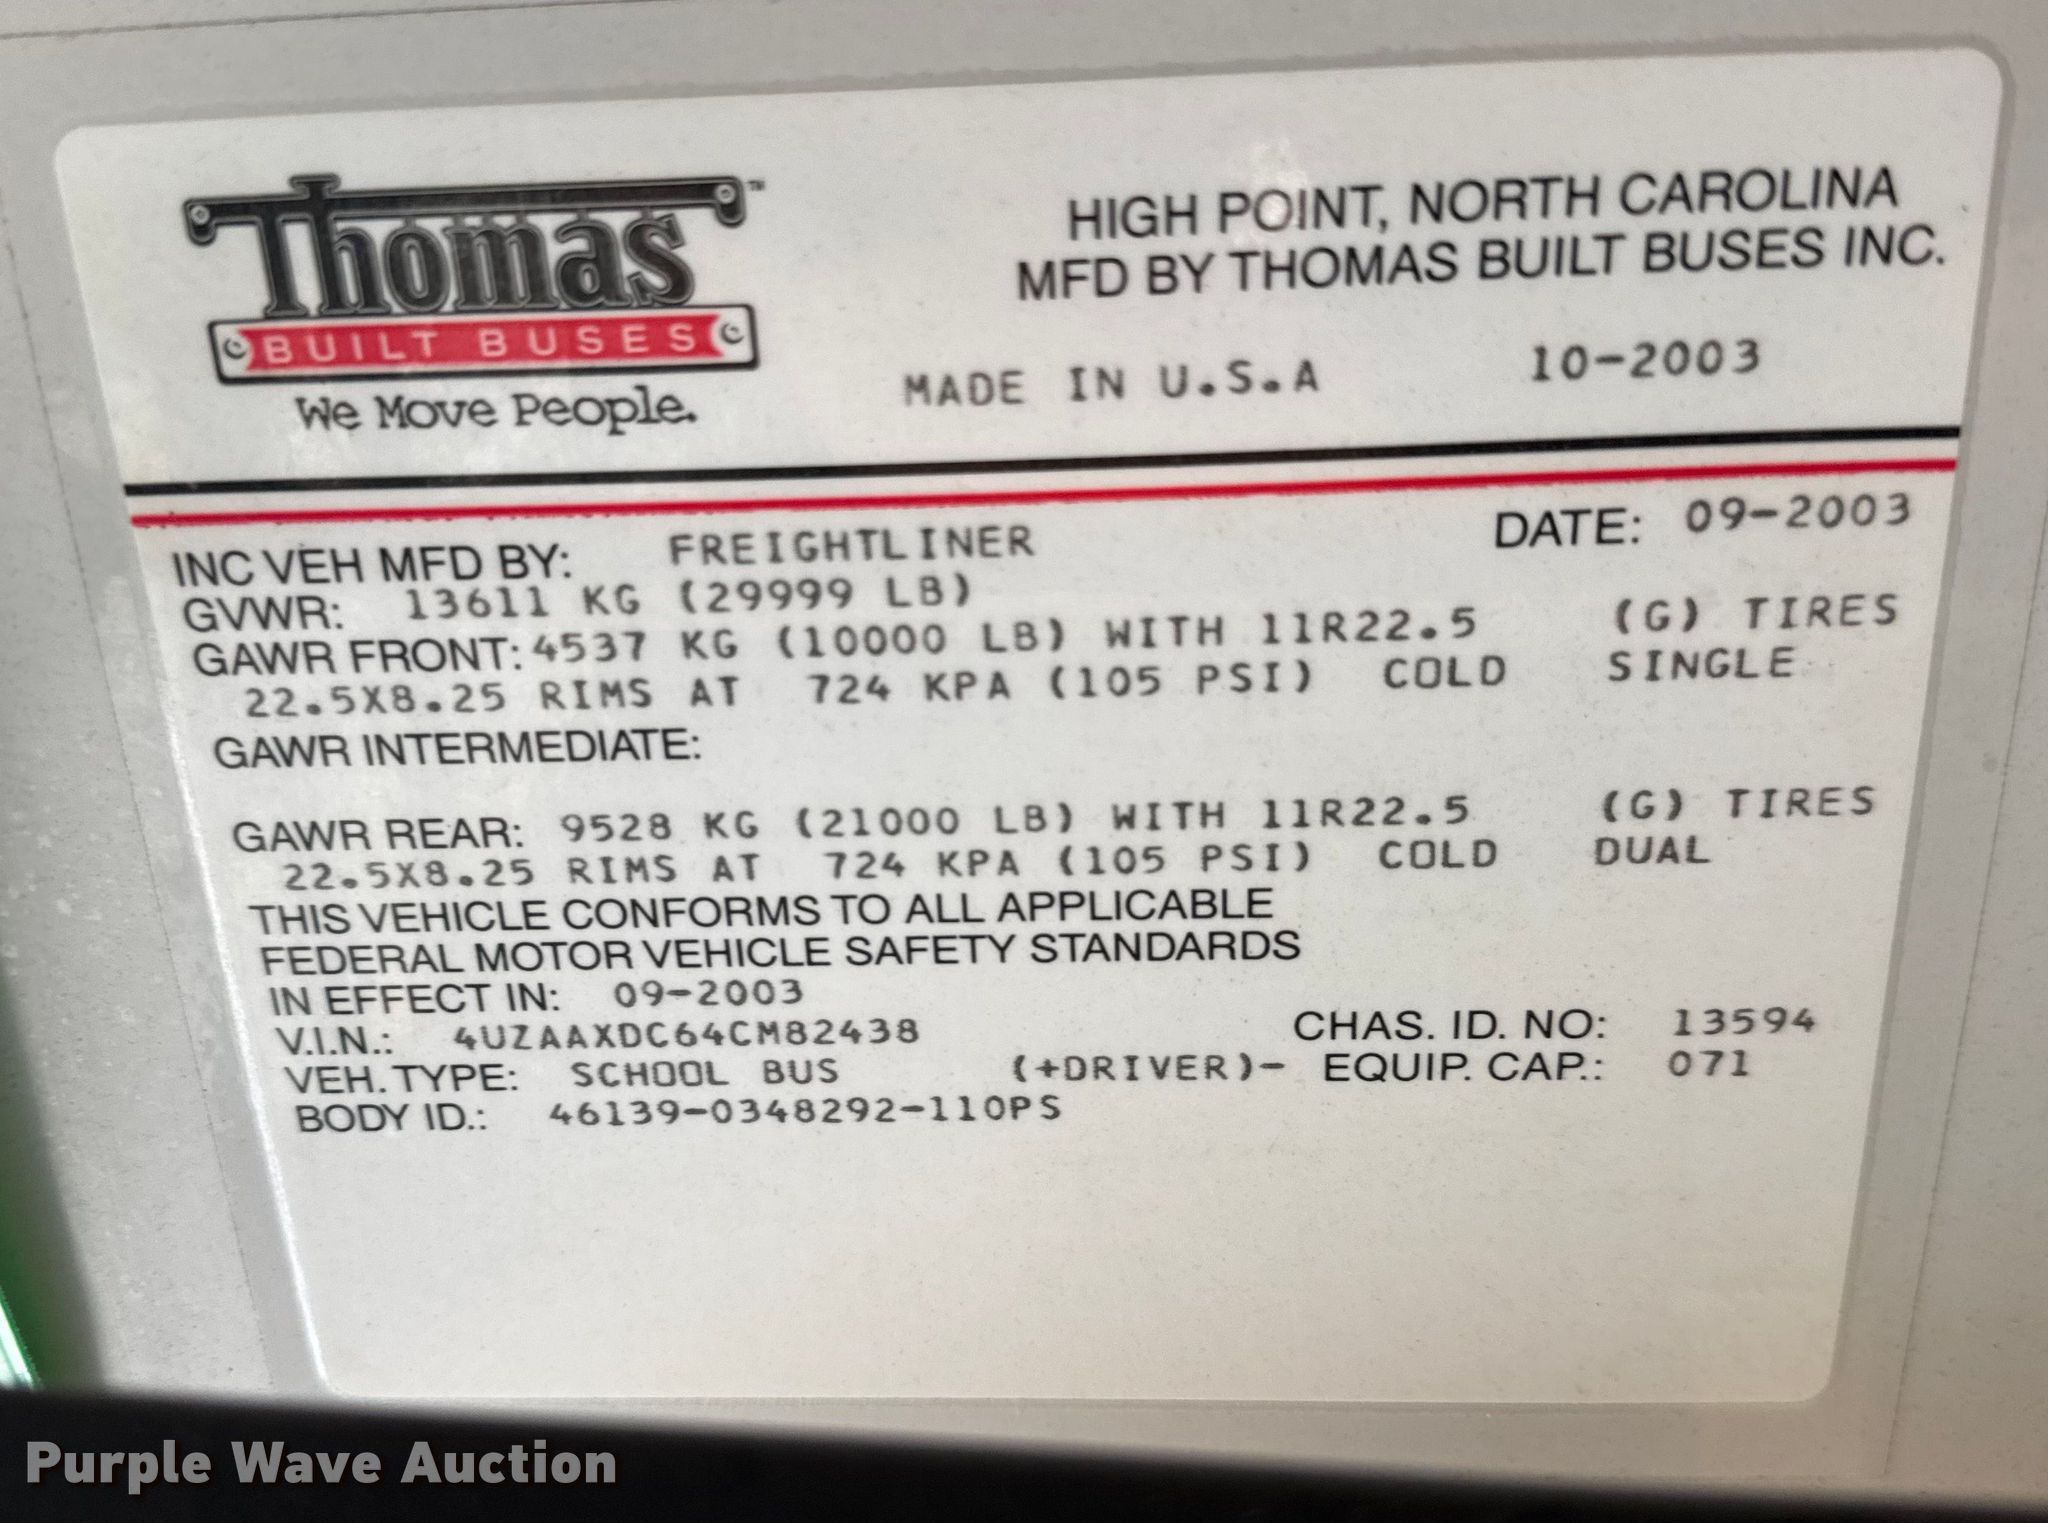 Thomas™
BUILT BUSES
We Move People.
HIGH POINT, NORTH CAROLINA
MFD BY THOMAS BUILT BUSES INC.
MADE IN U.S.A 10-2003
INC VEH MFD BY: FREIGHTLINER DATE: 09-2003
GVWR: 13611 KG (29999 LB)
GAWR FRONT: 4537 KG (10000 LB) WITH 11R22.5 (G) TIRES
22.5X8.25 RIMS AT 724 KPA (105 PSI) COLD SINGLE
GAWR INTERMEDIATE:
GAWR REAR: 9528 KG (21000 LB) WITH 11R22.5 (G) TIRES
22.5X8.25 RIMS AT 724 KPA (105 PSI) COLD DUAL
THIS VEHICLE CONFORMS TO ALL APPLICABLE
FEDERAL MOTOR VEHICLE SAFETY STANDARDS
IN EFFECT IN: 09-2003
V.I.N.: 4UZAAXDC64CM82438 CHAS. ID. NO: 13594
VEH. TYPE: SCHOOL BUS (+DRIVER)- EQUIP. CAP.: 071
BODY ID.: 46139-0348292-110PS
Purple Wave Auction